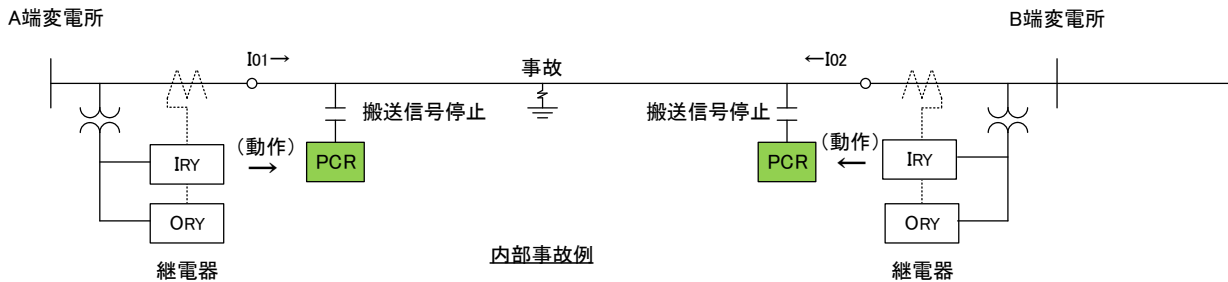 A端変電所
B端変電所
I01→
←I02
事故
搬送信号停止
搬送信号停止
(動作)
→
(動作)
←
IRY
PCR
PCR
IRY
ORY
ORY
内部事故例
継電器
継電器